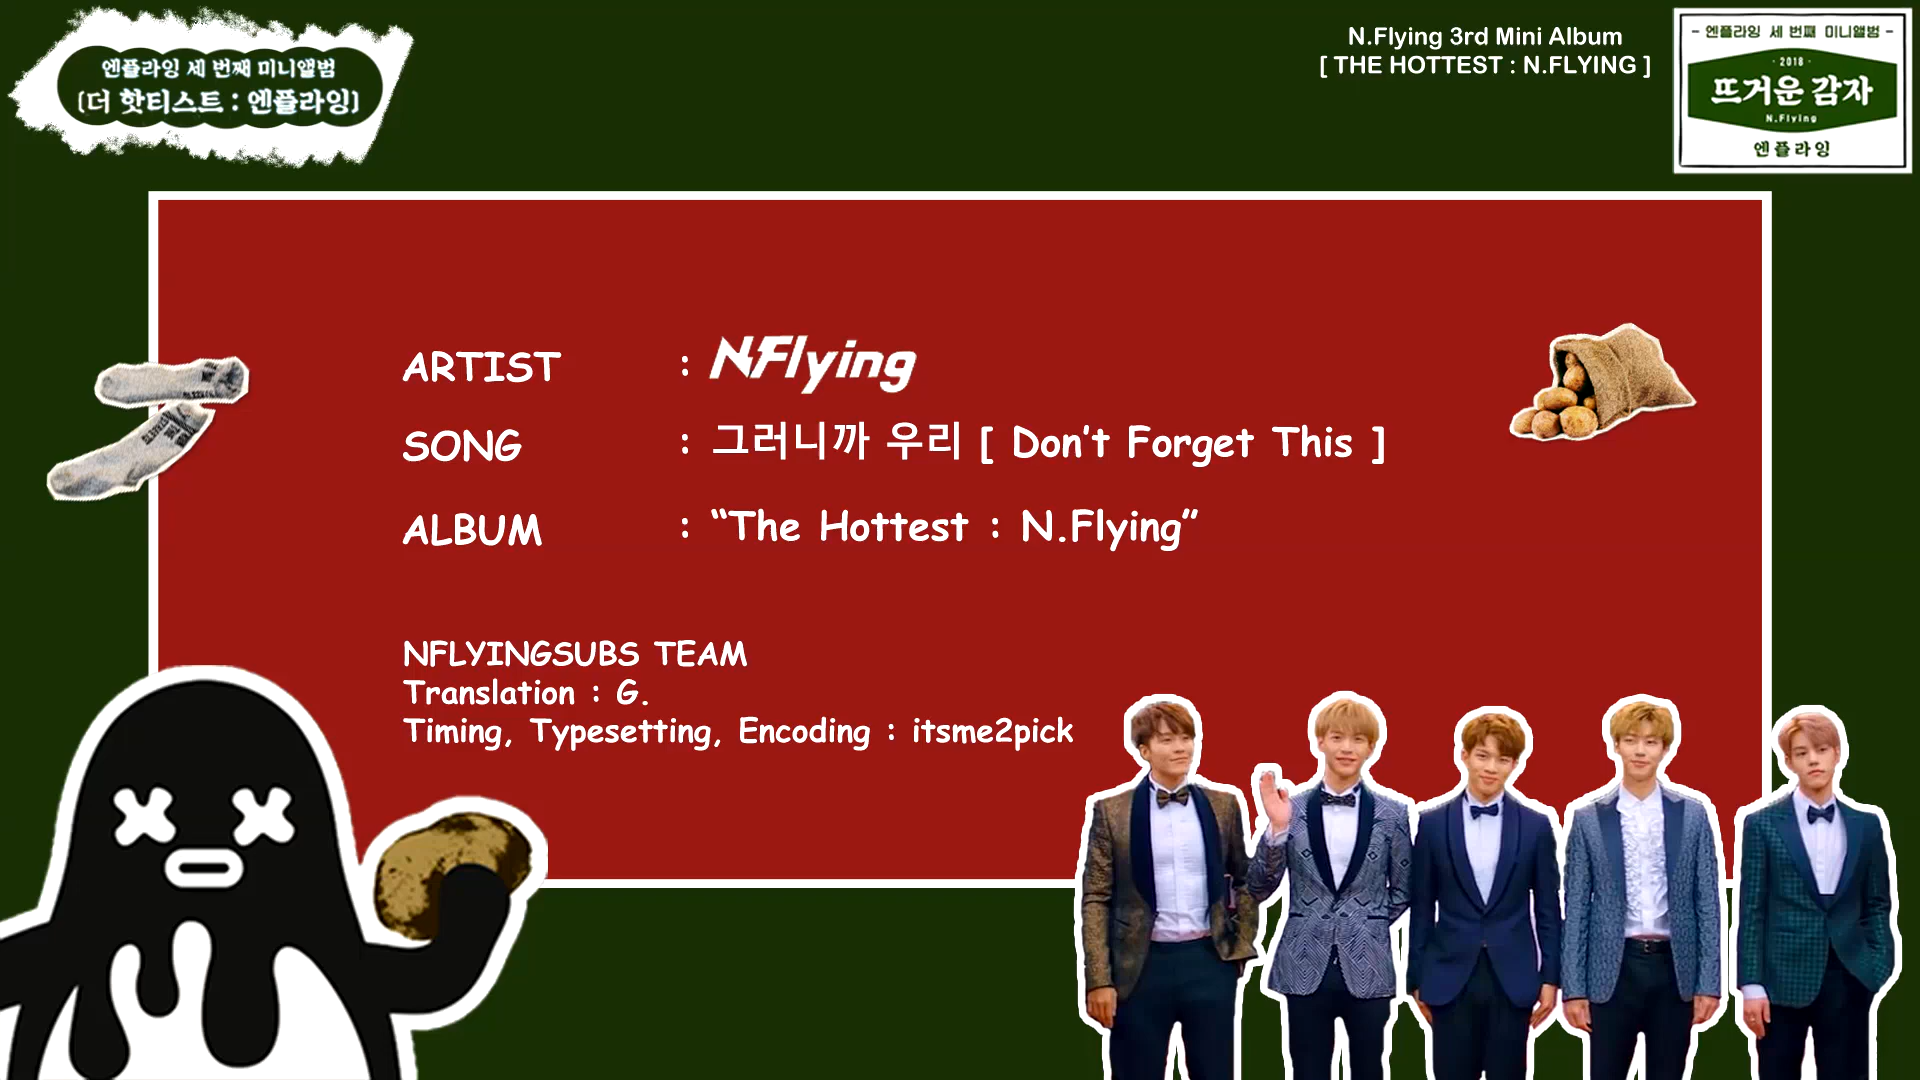 엔플라잉 세 번째 미니앨범
[더 핫티스트 : 엔플라잉]
N.Flying 3rd Mini Album
[ THE HOTTEST : N.FLYING ]
- 엔플라잉 세 번째 미니앨범 -
· 2018 ·
뜨거운 감자
N.Flying
엔플라잉
ARTIST : N.Flying
SONG : 그러니까 우리 [ Don't Forget This ]
ALBUM : “The Hottest : N.Flying”
NFLYINGSUBS TEAM
Translation : G.
Timing, Typesetting, Encoding : itsme2pick